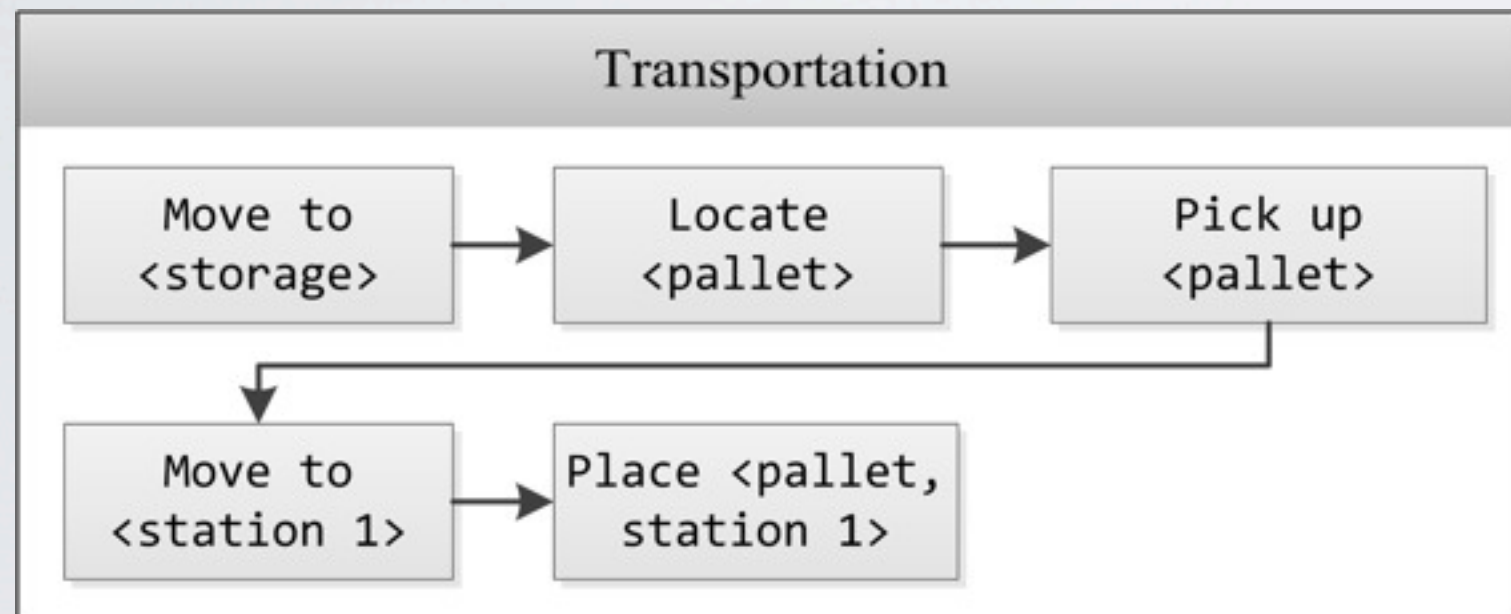 Transportation
Move to
<storage>
Locate
<pallet>
Pick up
<pallet>
Move to
<station 1>
Place <pallet,
station 1>